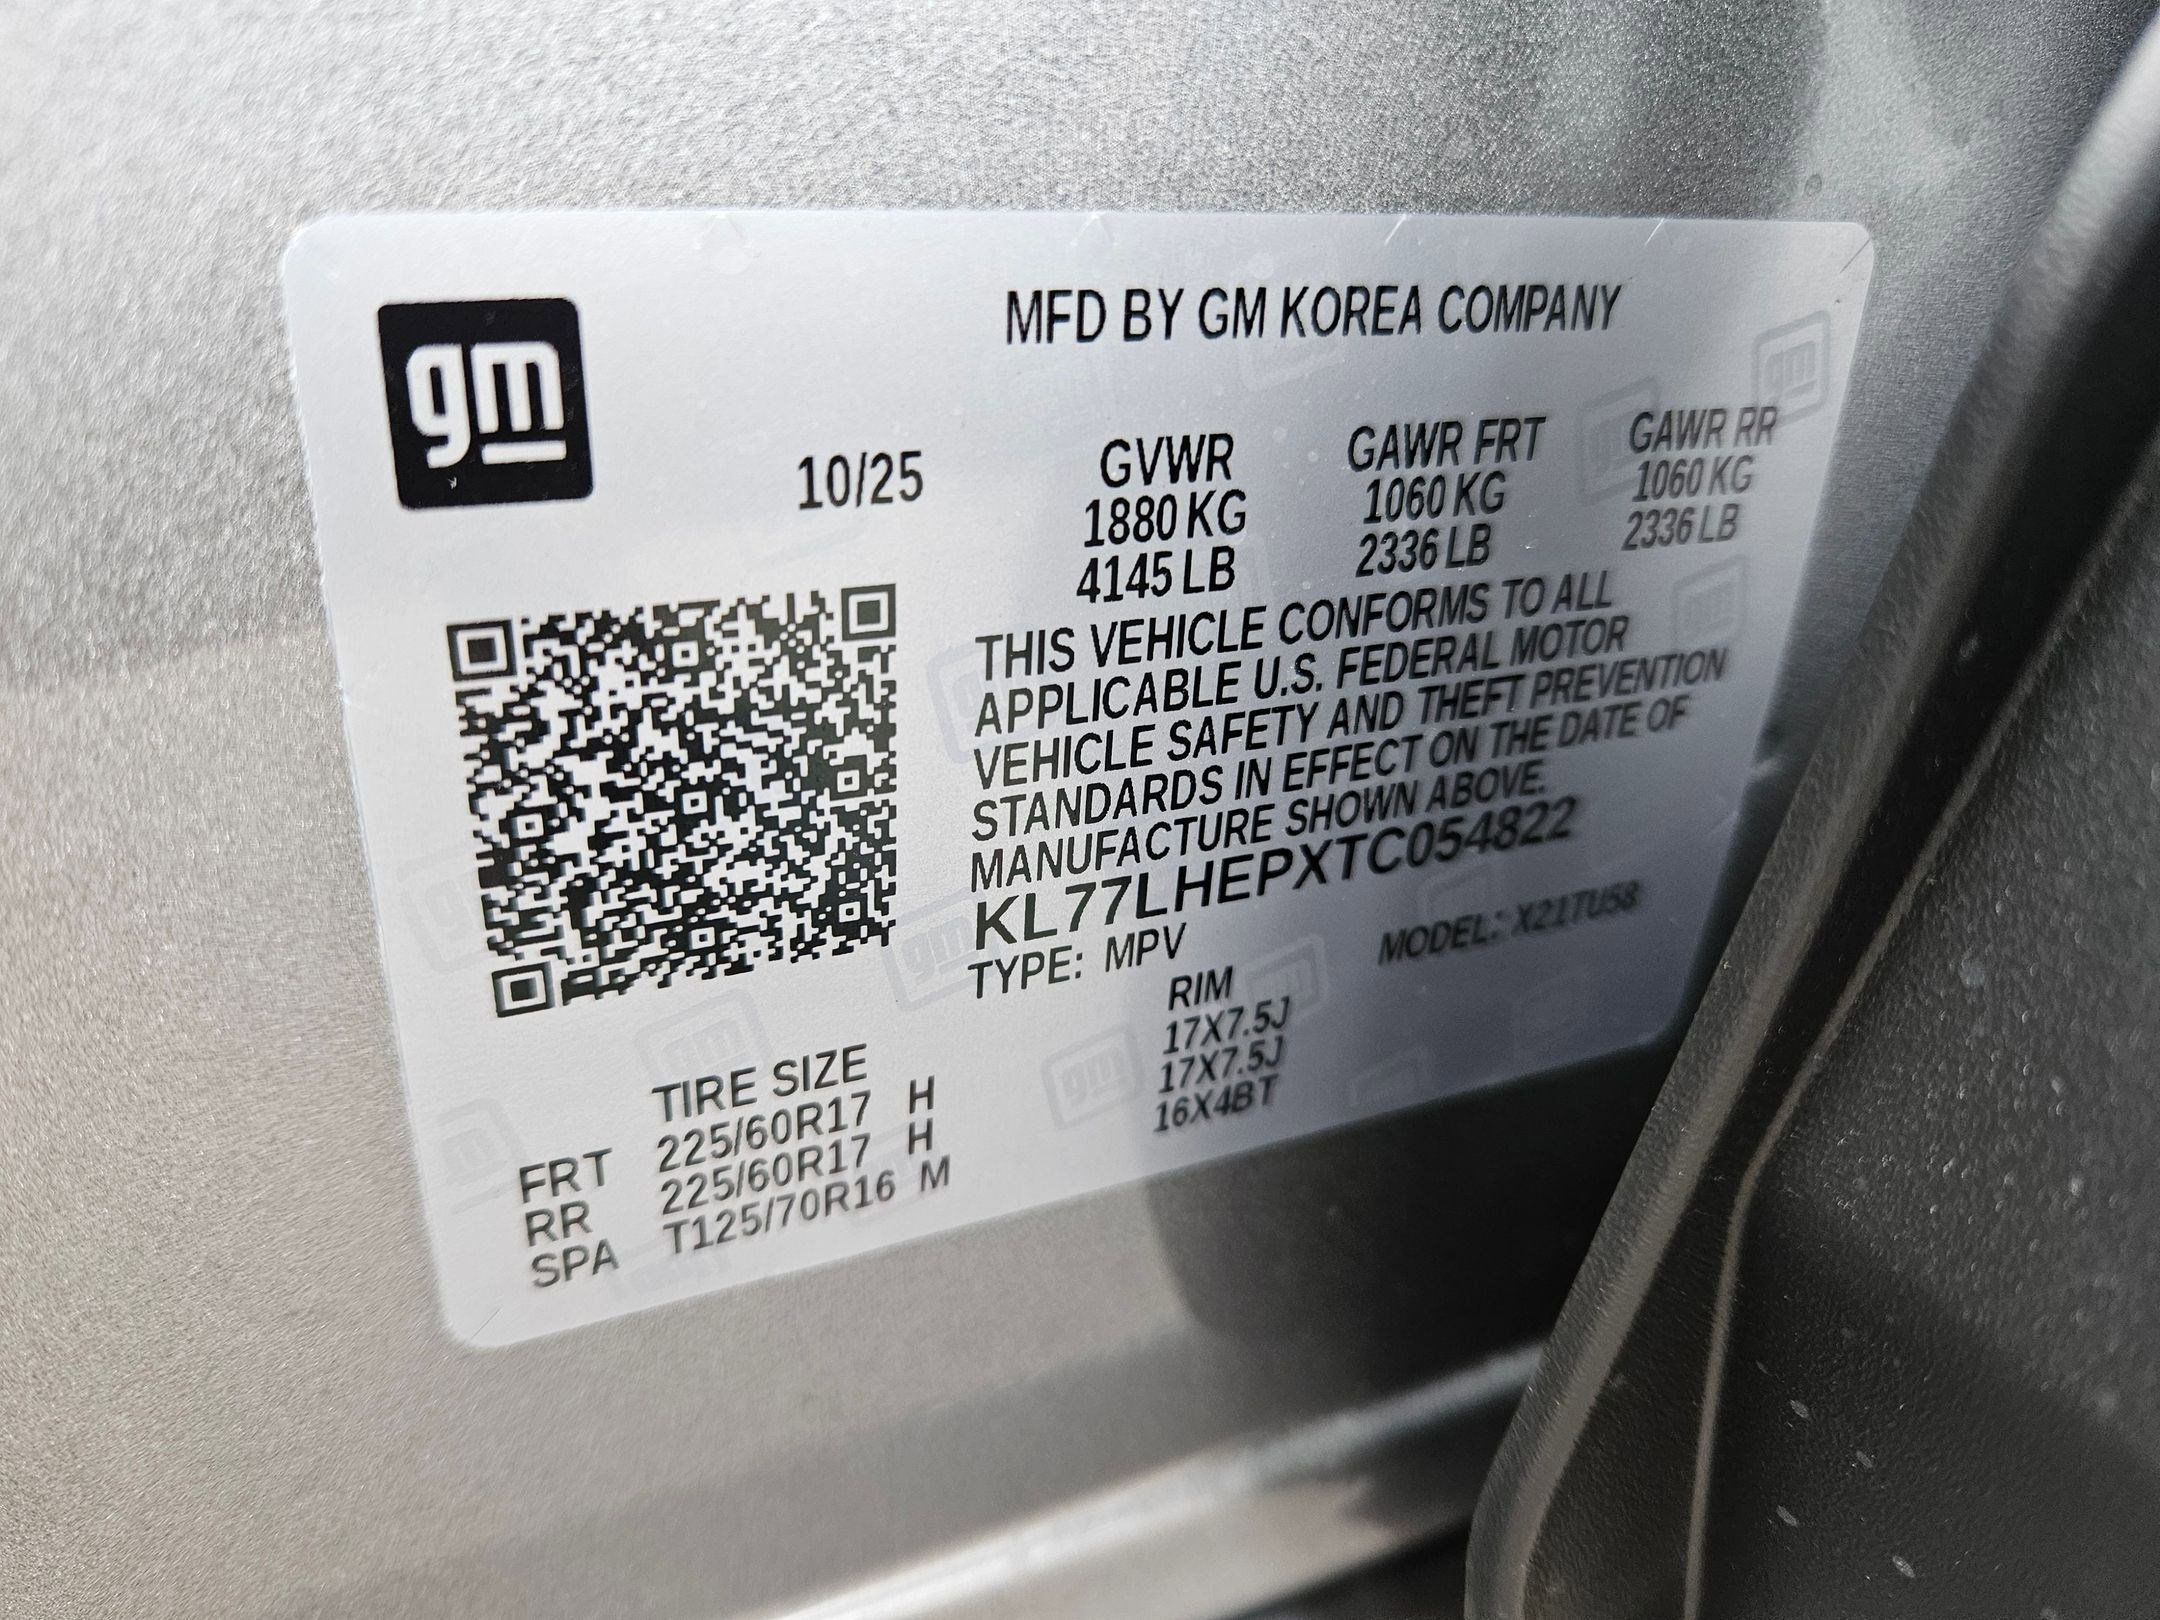 gm
MFD BY GM KOREA COMPANY
10/25
GVWR GAWR FRT GAWR RR
1880 KG 1060 KG 1060 KG
4145 LB 2336 LB 2336 LB
THIS VEHICLE CONFORMS TO ALL
APPLICABLE U.S. FEDERAL MOTOR
VEHICLE SAFETY AND THEFT PREVENTION
STANDARDS IN EFFECT ON THE DATE OF
MANUFACTURE SHOWN ABOVE.
KL77LHEPXTC054822
TYPE: MPV MODEL: X21TU58
TIRE SIZE RIM
FRT 225/60R17 H 17X7.5J
RR 225/60R17 H 17X7.5J
SPA T125/70R16 M 16X4BT